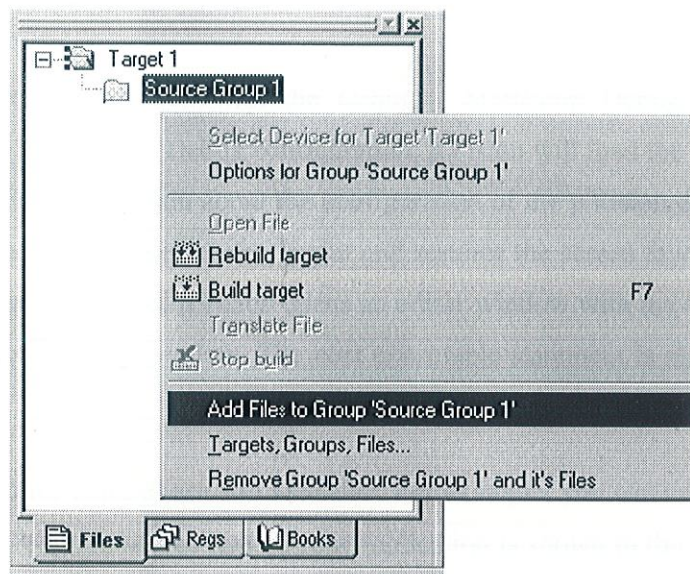 Target 1
Source Group 1
Select Device for Target 'Target 1'
Options for Group 'Source Group 1'
Open File
Rebuild target
Build target F7
Translate File
Stop build
Add Files to Group 'Source Group 1'
Targets, Groups, Files...
Remove Group 'Source Group 1' and it's Files
Files
Regs
Books